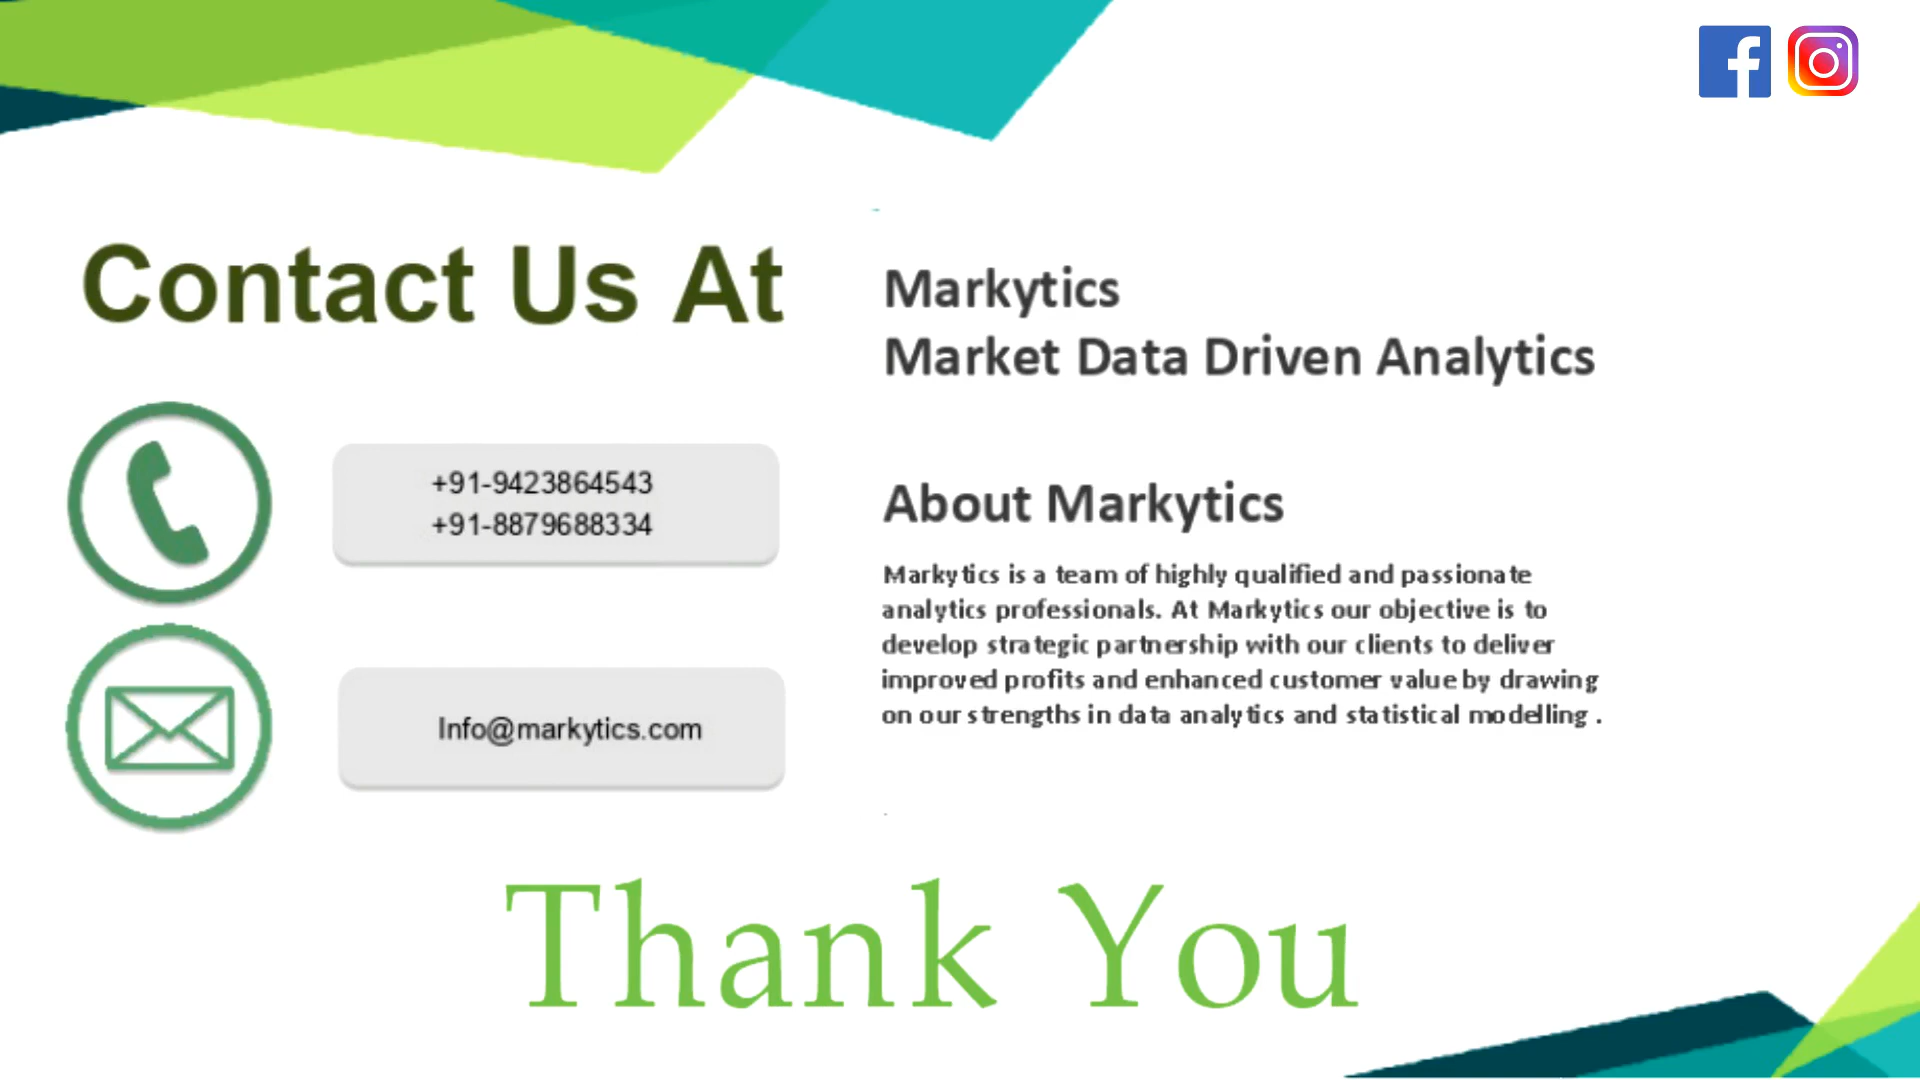 Contact Us At
+91-9423864543
+91-8879688334
Info@markytics.com
Markytics
Market Data Driven Analytics
About Markytics
Markytics is a team of highly qualified and passionate
analytics professionals. At Markytics our objective is to
develop strategic partnership with our clients to deliver
improved profits and enhanced customer value by drawing
on our strengths in data analytics and statistical modelling .
Thank You